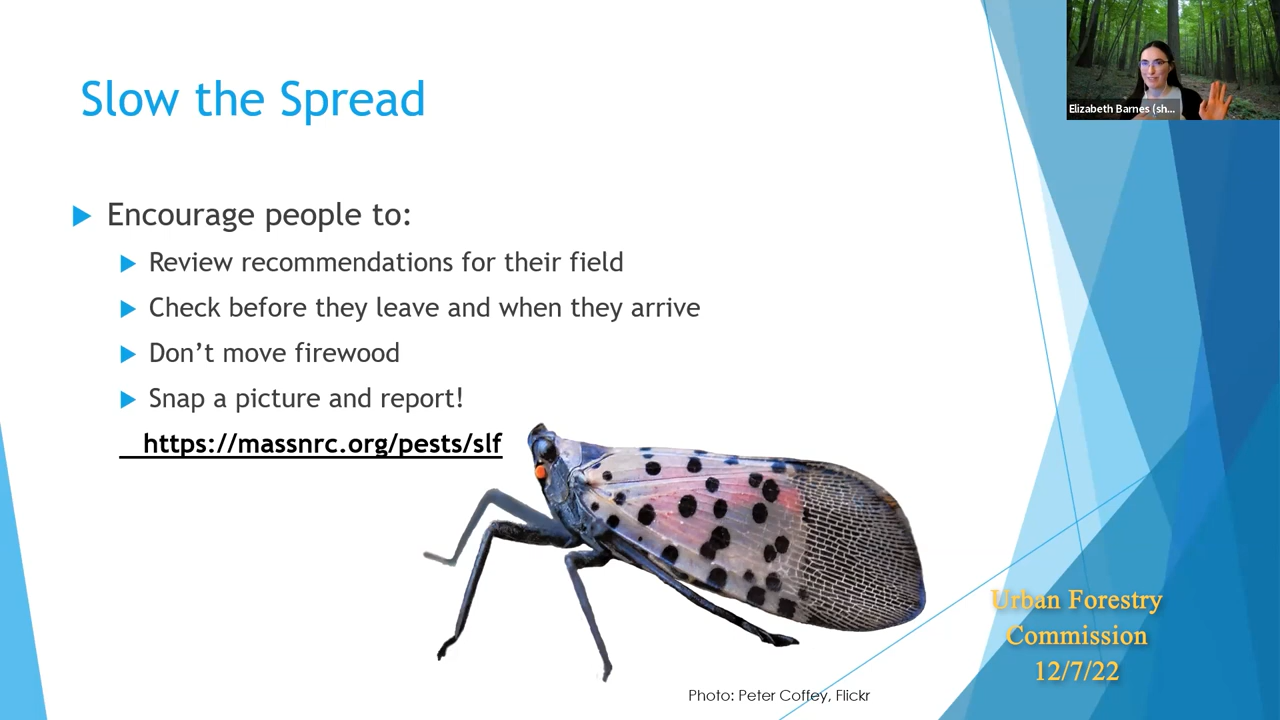 Slow the Spread
Encourage people to:
Review recommendations for their field
Check before they leave and when they arrive
Don't move firewood
Snap a picture and report!
https://massnrc.org/pests/slf
Photo: Peter Coffey, Flickr
Elizabeth Barnes (sh...
Urban Forestry
Commission
12/7/22